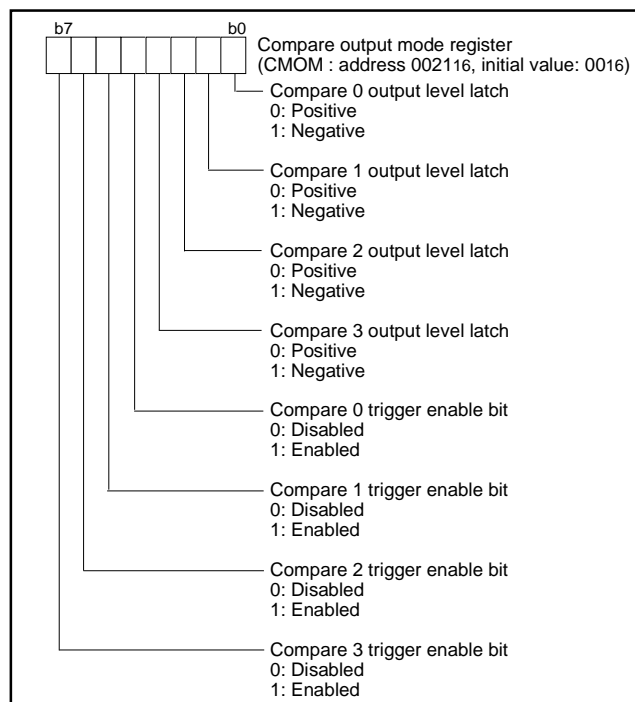 b7 b0
Compare output mode register
(CMOM : address 002116, initial value: 0016)
Compare 0 output level latch
0: Positive
1: Negative
Compare 1 output level latch
0: Positive
1: Negative
Compare 2 output level latch
0: Positive
1: Negative
Compare 3 output level latch
0: Positive
1: Negative
Compare 0 trigger enable bit
0: Disabled
1: Enabled
Compare 1 trigger enable bit
0: Disabled
1: Enabled
Compare 2 trigger enable bit
0: Disabled
1: Enabled
Compare 3 trigger enable bit
0: Disabled
1: Enabled